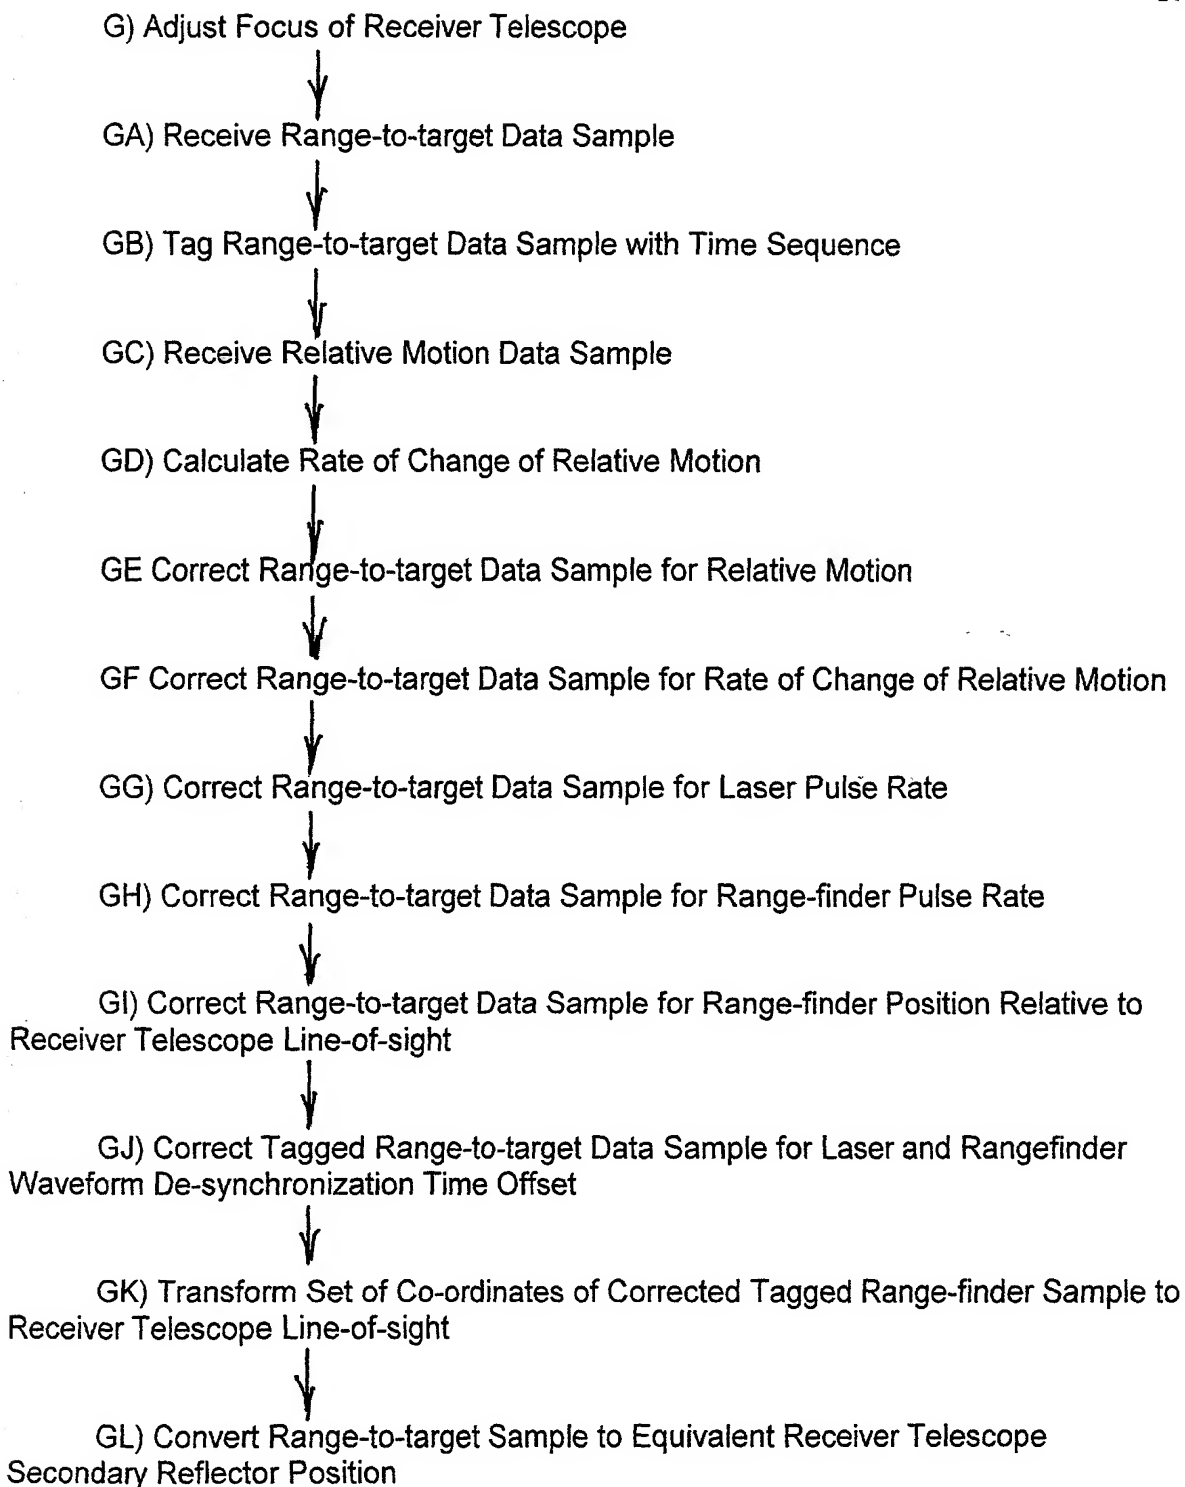 G) Adjust Focus of Receiver Telescope
GA) Receive Range-to-target Data Sample
GB) Tag Range-to-target Data Sample with Time Sequence
GC) Receive Relative Motion Data Sample
GD) Calculate Rate of Change of Relative Motion
GE Correct Range-to-target Data Sample for Relative Motion
GF Correct Range-to-target Data Sample for Rate of Change of Relative Motion
GG) Correct Range-to-target Data Sample for Laser Pulse Rate
GH) Correct Range-to-target Data Sample for Range-finder Pulse Rate
GI) Correct Range-to-target Data Sample for Range-finder Position Relative to
Receiver Telescope Line-of-sight
GJ) Correct Tagged Range-to-target Data Sample for Laser and Rangefinder
Waveform De-synchronization Time Offset
GK) Transform Set of Co-ordinates of Corrected Tagged Range-finder Sample to
Receiver Telescope Line-of-sight
GL) Convert Range-to-target Sample to Equivalent Receiver Telescope
Secondary Reflector Position